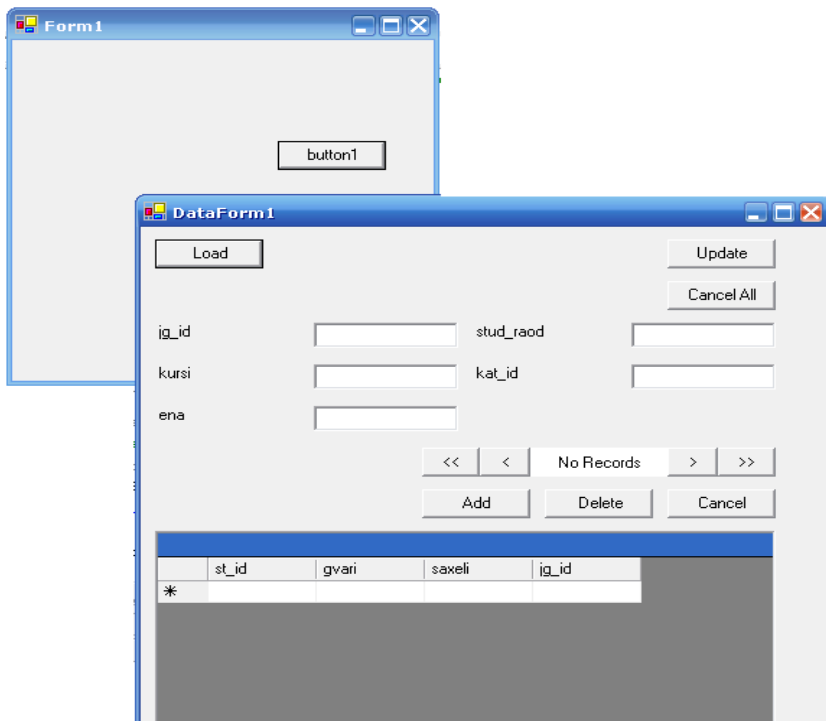 Form1
button1
DataForm1
Load
Update
Cancel All
jg_id
stud_raod
kursi
kat_id
ena
<< < No Records > >>
Add Delete Cancel
st_id gvari saxeli jg_id
*